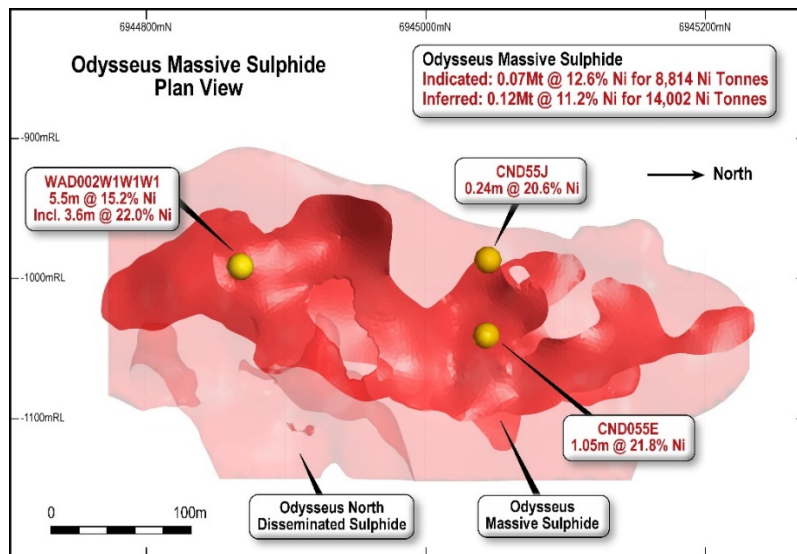 6944800mN
6945000mN
6945200mN
Odysseus Massive Sulphide
Plan View
Odysseus Massive Sulphide
Indicated: 0.07Mt @ 12.6% Ni for 8,814 Ni Tonnes
Inferred: 0.12Mt @ 11.2% Ni for 14,002 Ni Tonnes
-900mRL
WAD002W1W1W1
5.5m @ 15.2% Ni
Incl. 3.6m @ 22.0% Ni
CND55J
0.24m @ 20.6% Ni
North
-1000mRL
-1100mRL
CND055E
1.05m @ 21.8% Ni
0
100m
Odysseus North
Disseminated Sulphide
Odysseus
Massive Sulphide